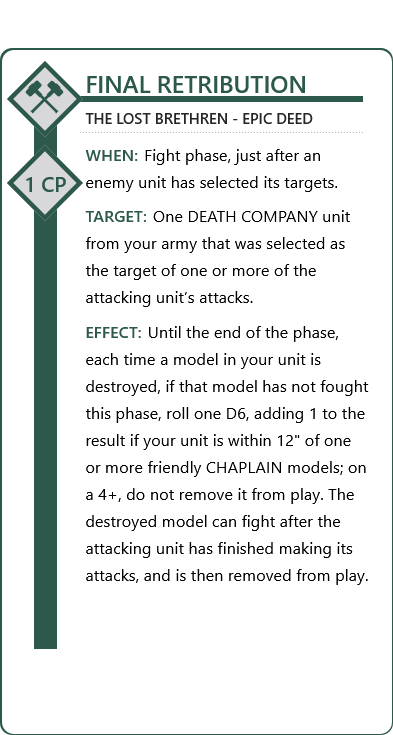 FINAL RETRIBUTION
THE LOST BRETHREN - EPIC DEED
1 CP
WHEN: Fight phase, just after an
enemy unit has selected its targets.
TARGET: One DEATH COMPANY unit
from your army that was selected as
the target of one or more of the
attacking unit's attacks.
EFFECT: Until the end of the phase,
each time a model in your unit is
destroyed, if that model has not fought
this phase, roll one D6, adding 1 to the
result if your unit is within 12" of one
or more friendly CHAPLAIN models; on
a 4+, do not remove it from play. The
destroyed model can fight after the
attacking unit has finished making its
attacks, and is then removed from play.